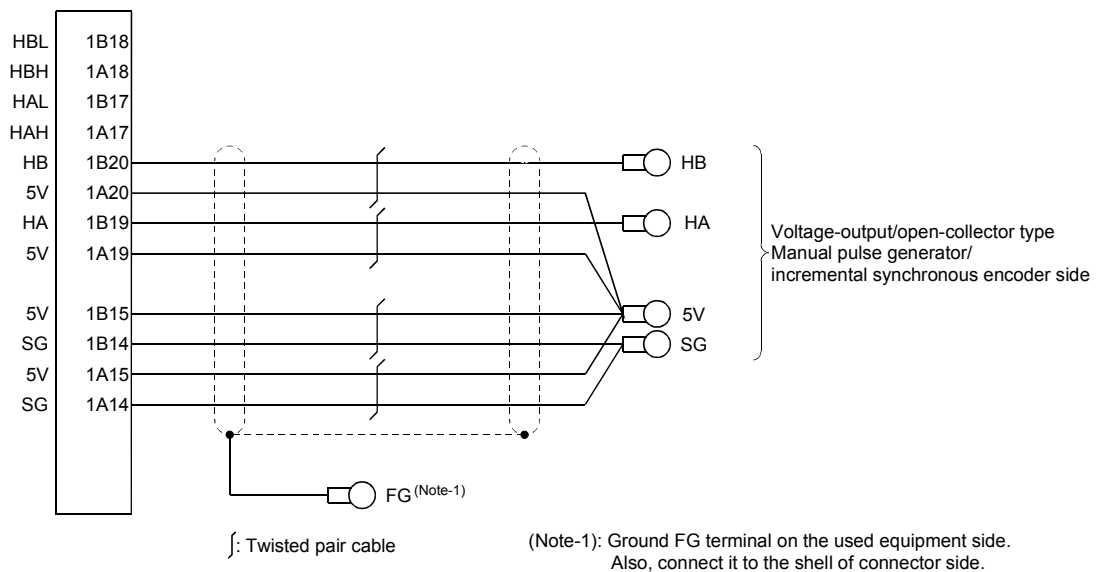 HBL 1B18
HBH 1A18
HAL 1B17
HAH 1A17
HB 1B20 HB
5V 1A20
HA 1B19 HA
5V 1A19
Voltage-output/open-collector type
Manual pulse generator/
incremental synchronous encoder side
5V 1B15 5V
SG 1B14 SG
5V 1A15
SG 1A14
FG (Note-1)
: Twisted pair cable
(Note-1): Ground FG terminal on the used equipment side.
Also, connect it to the shell of connector side.